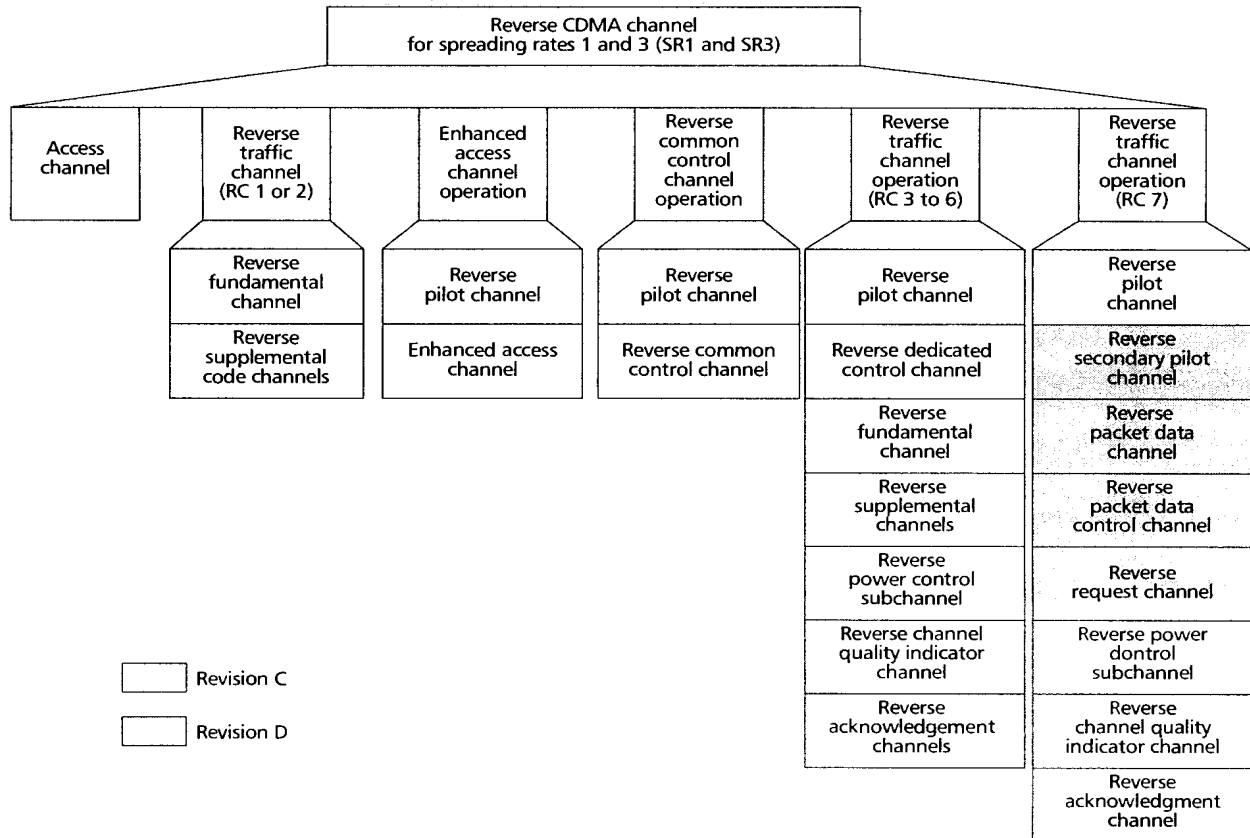 Reverse CDMA channel
for spreading rates 1 and 3 (SR1 and SR3)
Access
channel
Reverse
traffic
channel
(RC 1 or 2)
Enhanced
access
channel
operation
Reverse
common
control
channel
operation
Reverse
traffic
channel
operation
(RC 3 to 6)
Reverse
traffic
channel
operation
(RC 7)
Reverse
fundamental
channel
Reverse
supplemental
code channels
Reverse
pilot channel
Enhanced access
channel
Reverse
pilot channel
Reverse common
control channel
Reverse
pilot channel
Reverse dedicated
control channel
Reverse
fundamental
channel
Reverse
supplemental
channels
Reverse
power control
subchannel
Reverse channel
quality indicator
channel
Reverse
acknowledgement
channels
Reverse
pilot
channel
Reverse
secondary pilot
channel
Reverse
packet data
channel
Reverse
packet data
control channel
Reverse
request channel
Reverse power
dontrol
subchannel
Reverse
channel quality
indicator channel
Reverse
acknowledgment
channel
Revision C
Revision D